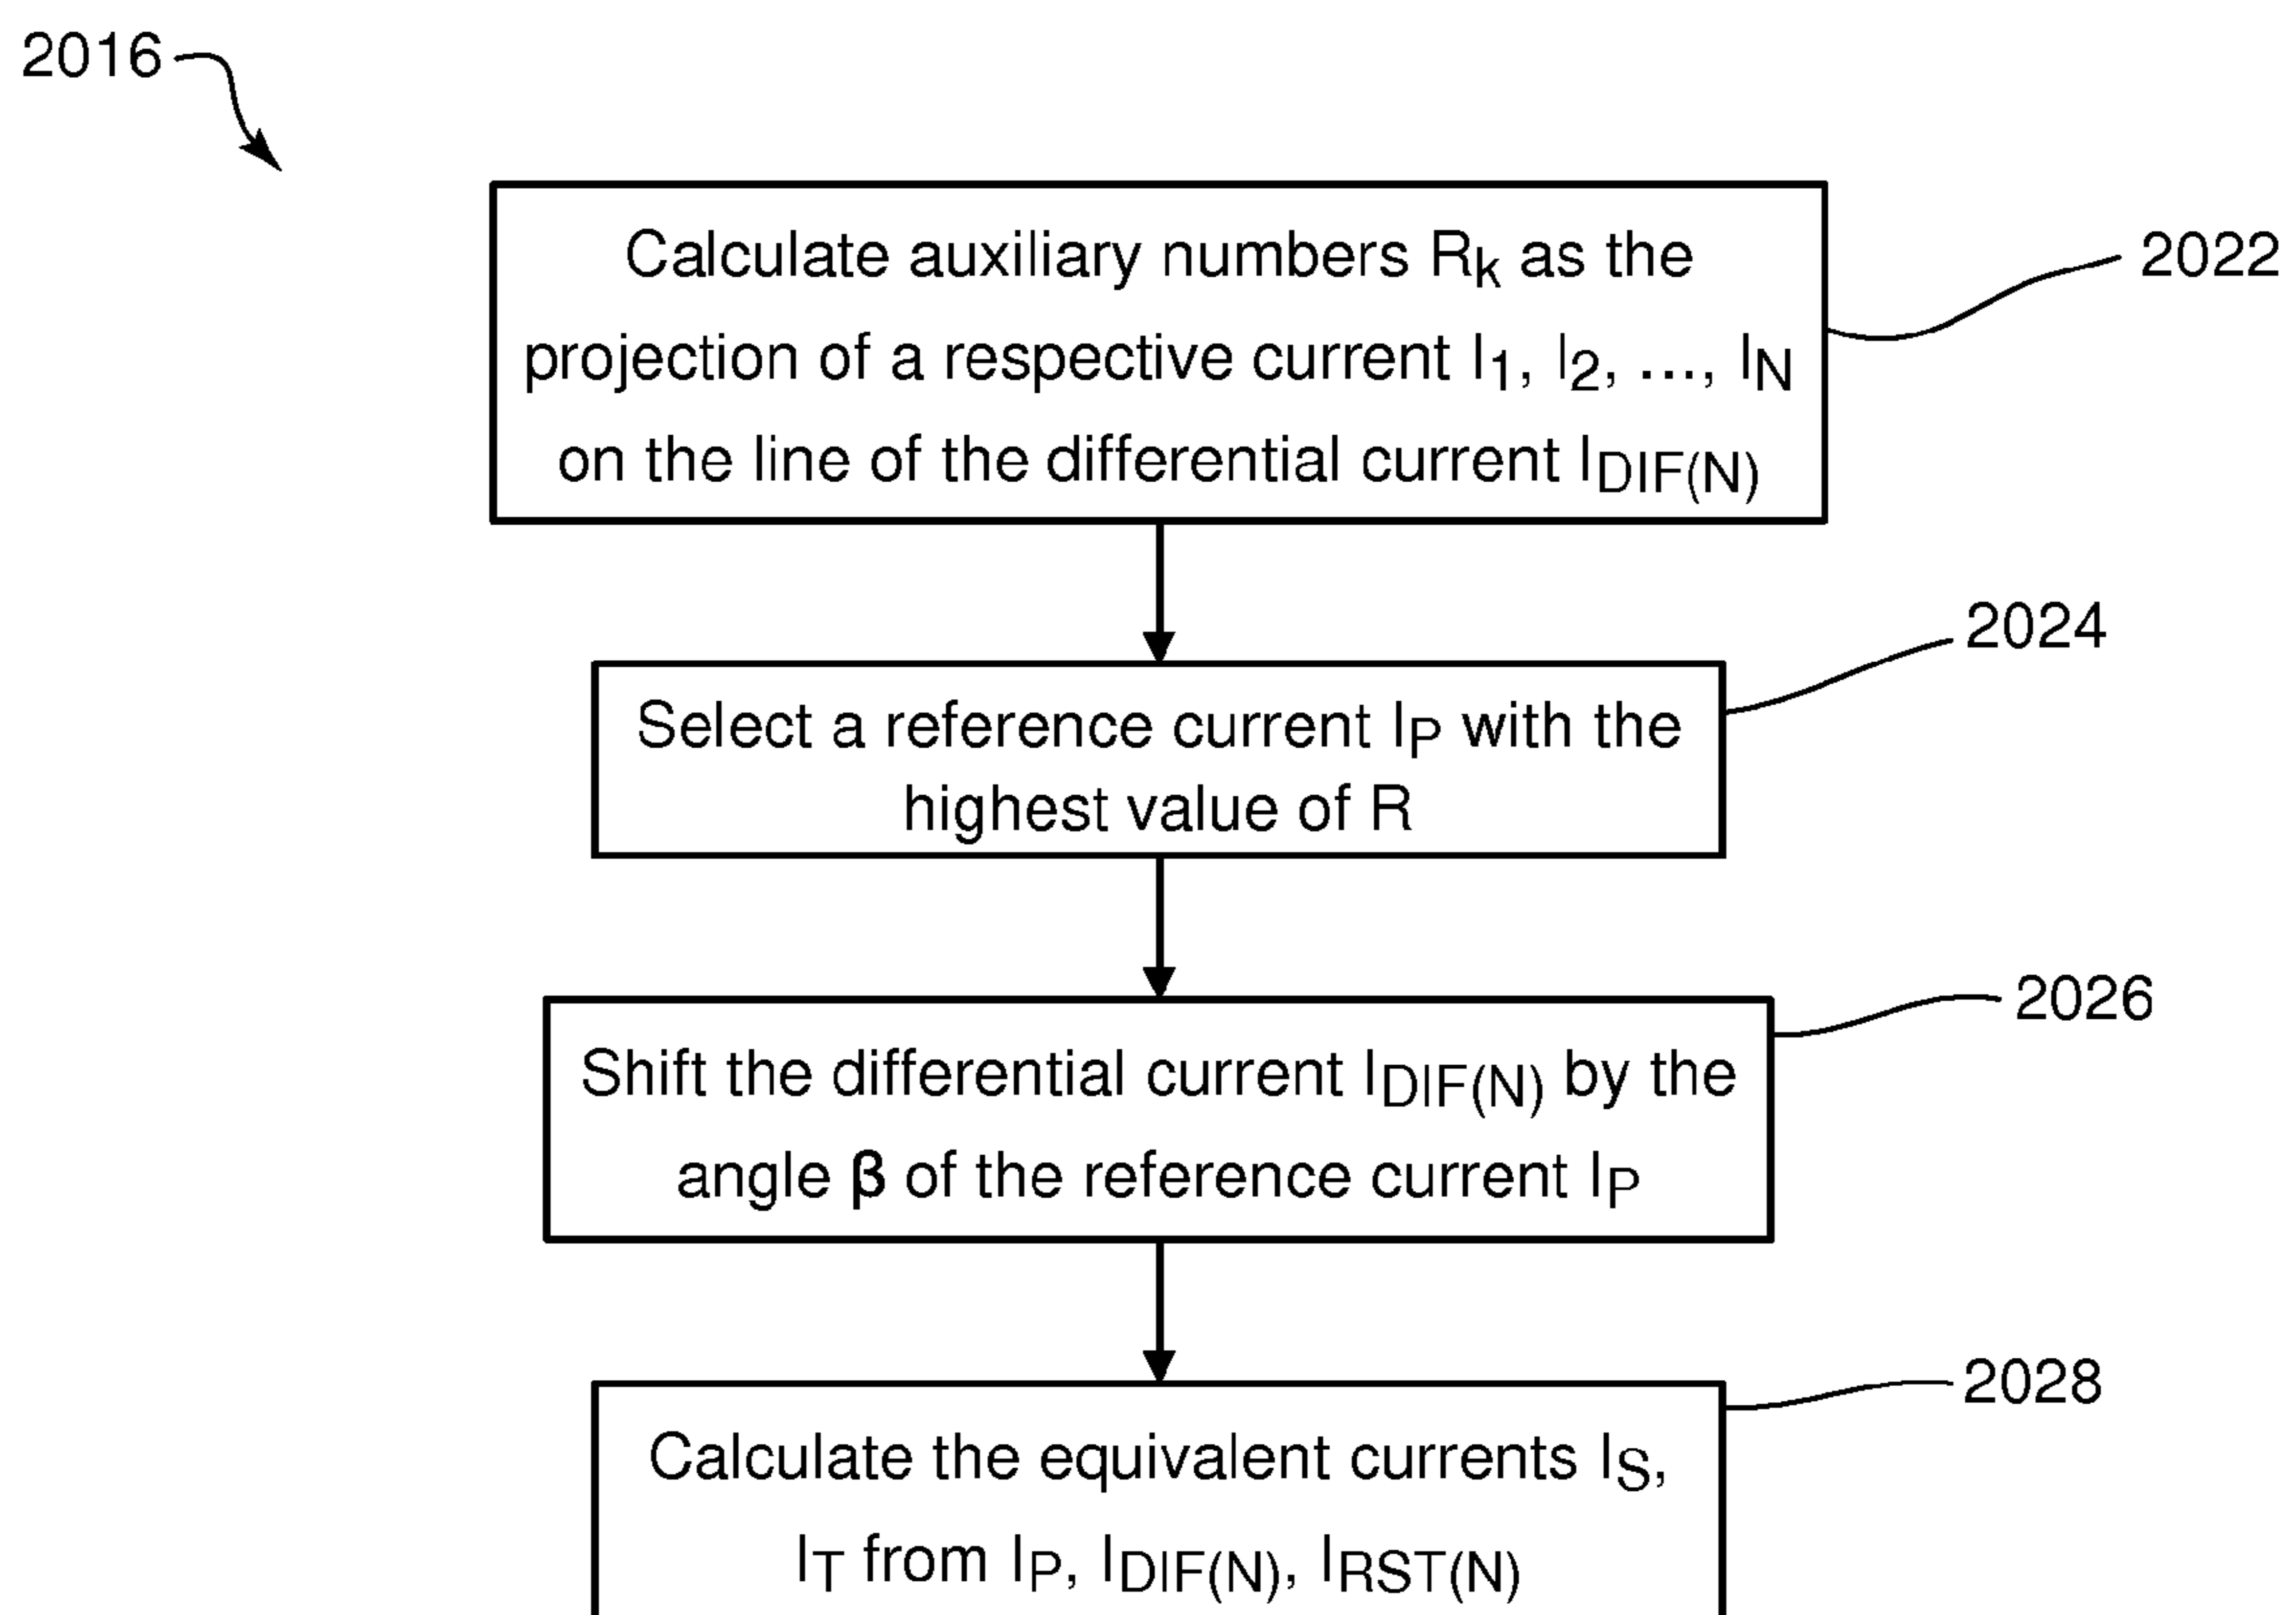 2016
Calculate auxiliary numbers Rk as the
2022
projection of a respective current I1, I2, ..., IN
on the line of the differential current IDIF(N)
2024
Select a reference current IP with the
highest value of R
2026
Shift the differential current IDIF(N) by the
angle β of the reference current IP
2028
Calculate the equivalent currents IS,
IT from IP, IDIF(N), IRST(N)